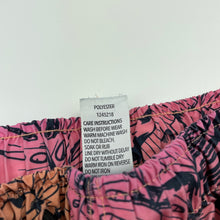 POLYESTER
1245218
CARE INSTRUCTIONS
WASH BEFORE WEAR
WARM MACHINE WASH
DO NOT BLEACH,
SOAK OR RUB
LINE DRY WITHOUT DELAY
DO NOT TUMBLE DRY
WARM IRON ON REVERSE
DO NOT IRON